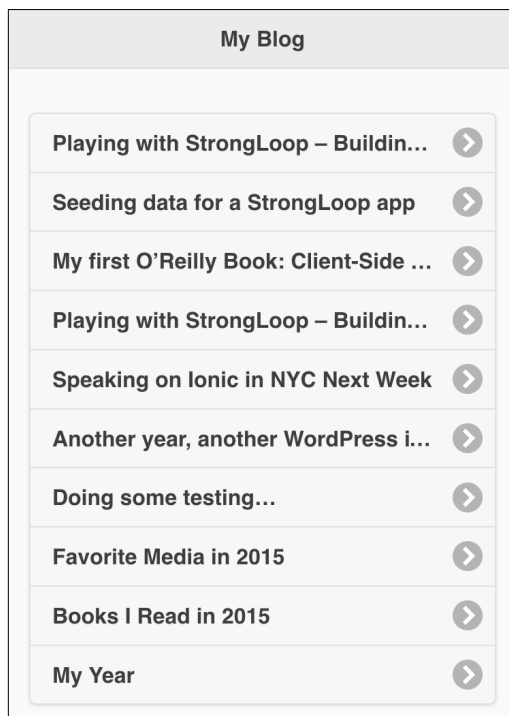 My Blog
Playing with StrongLoop – Buildin...
Seeding data for a StrongLoop app
My first O’Reilly Book: Client-Side ...
Playing with StrongLoop – Buildin...
Speaking on Ionic in NYC Next Week
Another year, another WordPress i...
Doing some testing…
Favorite Media in 2015
Books I Read in 2015
My Year